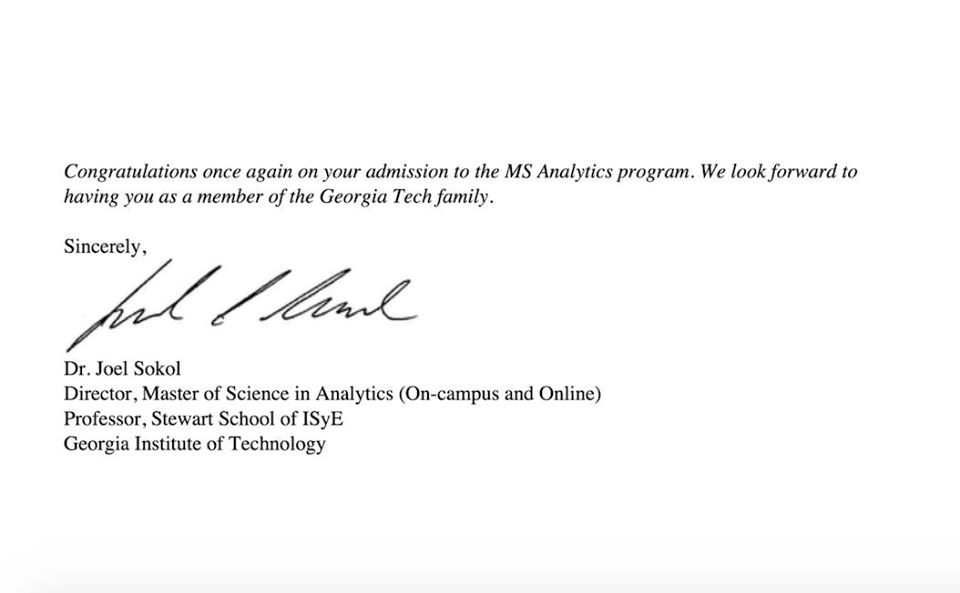 Congratulations once again on your admission to the MS Analytics program. We look forward to
having you as a member of the Georgia Tech family.
Sincerely,
Dr. Joel Sokol
Director, Master of Science in Analytics (On-campus and Online)
Professor, Stewart School of ISyE
Georgia Institute of Technology